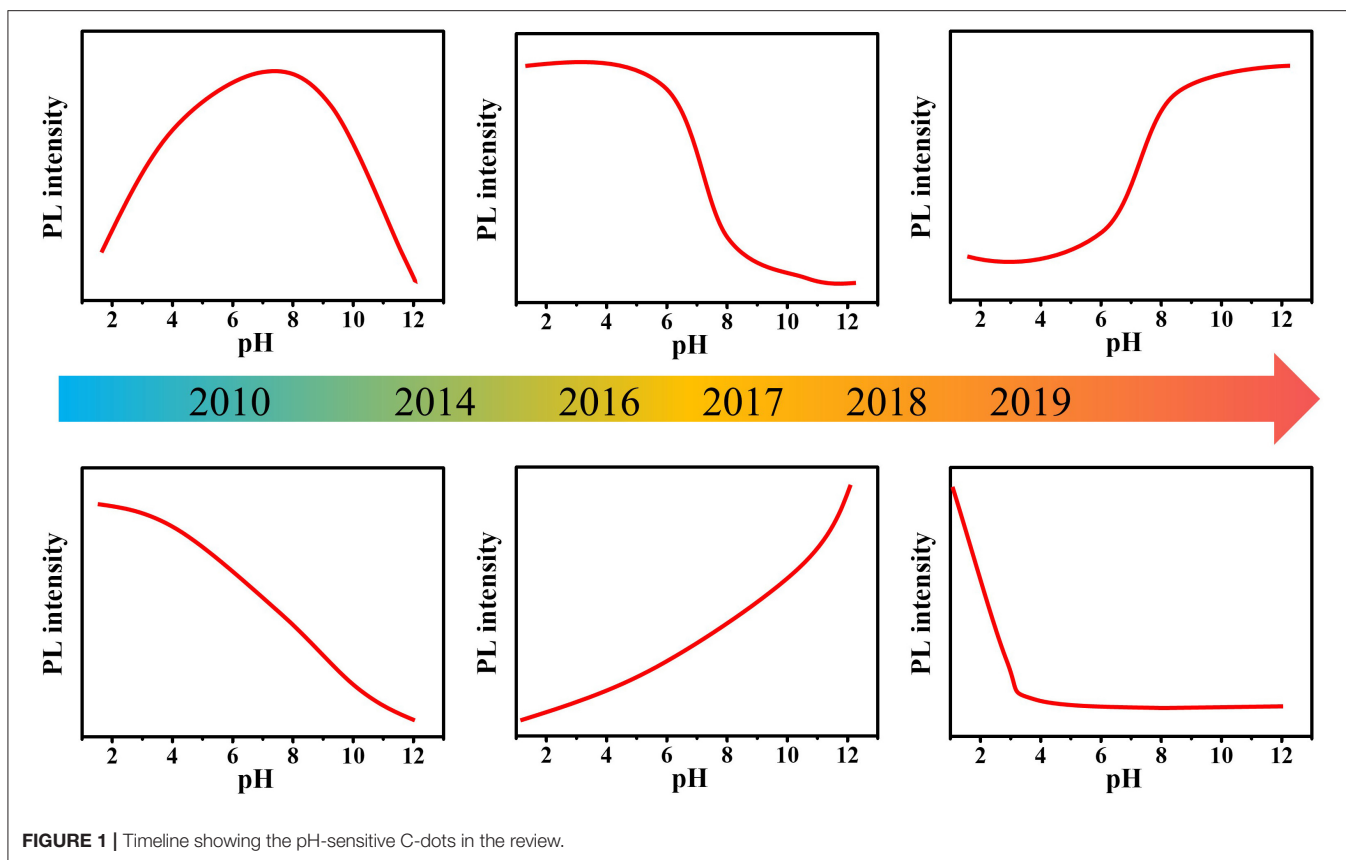 PL intensity
2 4 6 8 10 12
pH
PL intensity
2 4 6 8 10 12
pH
PL intensity
2 4 6 8 10 12
pH
2010 2014 2016 2017 2018 2019
PL intensity
2 4 6 8 10 12
pH
PL intensity
2 4 6 8 10 12
pH
PL intensity
2 4 6 8 10 12
pH
FIGURE 1 | Timeline showing the pH-sensitive C-dots in the review.